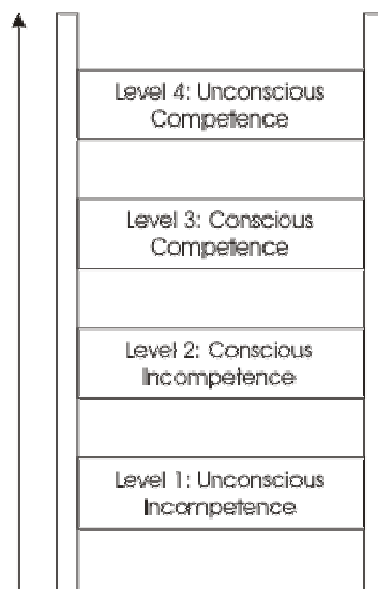 Level 4: Unconscious
Competence
Level 3: Conscious
Competence
Level 2: Conscious
Incompetence
Level 1: Unconscious
Incompetence